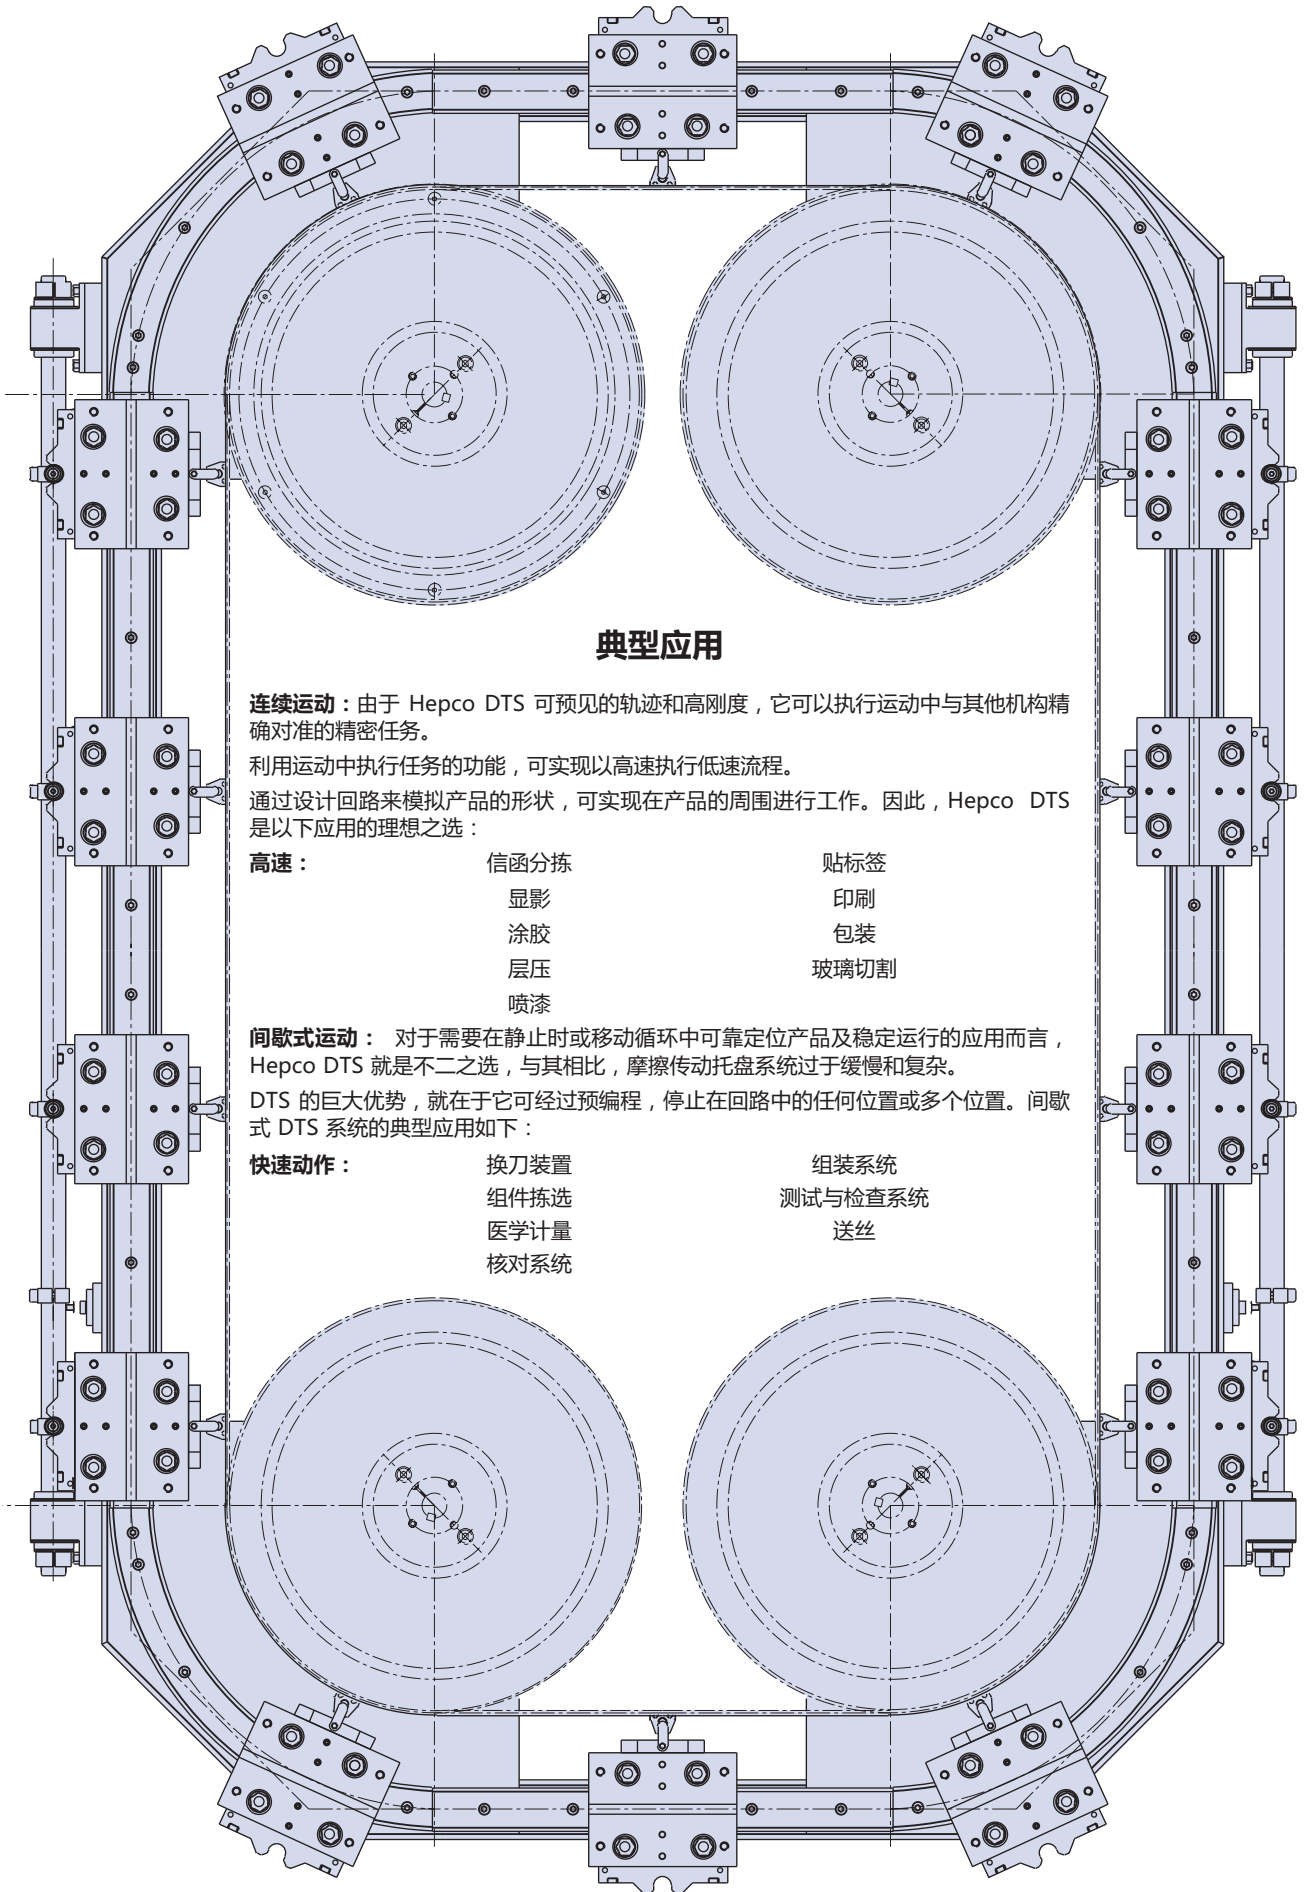 典型应用
连续运动：由于 Hepco DTS 可预见的轨迹和高刚度，它可以执行运动中与其他机构精
确对准的精密任务。
利用运动中执行任务的功能，可实现以高速执行低速流程。
通过设计回路来模拟产品的形状，可实现在产品的周围进行工作。因此，Hepco DTS
是以下应用的理想之选：
高速： 信函分拣 贴标签
显影 印刷
涂胶 包装
层压 玻璃切割
喷漆
间歇式运动： 对于需要在静止时或移动循环中可靠定位产品及稳定运行的应用而言，
Hepco DTS 就是不二之选，与其相比，摩擦传动托盘系统过于缓慢和复杂。
DTS 的巨大优势，就在于它可经过预编程，停止在回路中的任何位置或多个位置。间歇
式 DTS 系统的典型应用如下：
快速动作： 换刀装置 组装系统
组件拣选 测试与检查系统
医学计量 送丝
核对系统